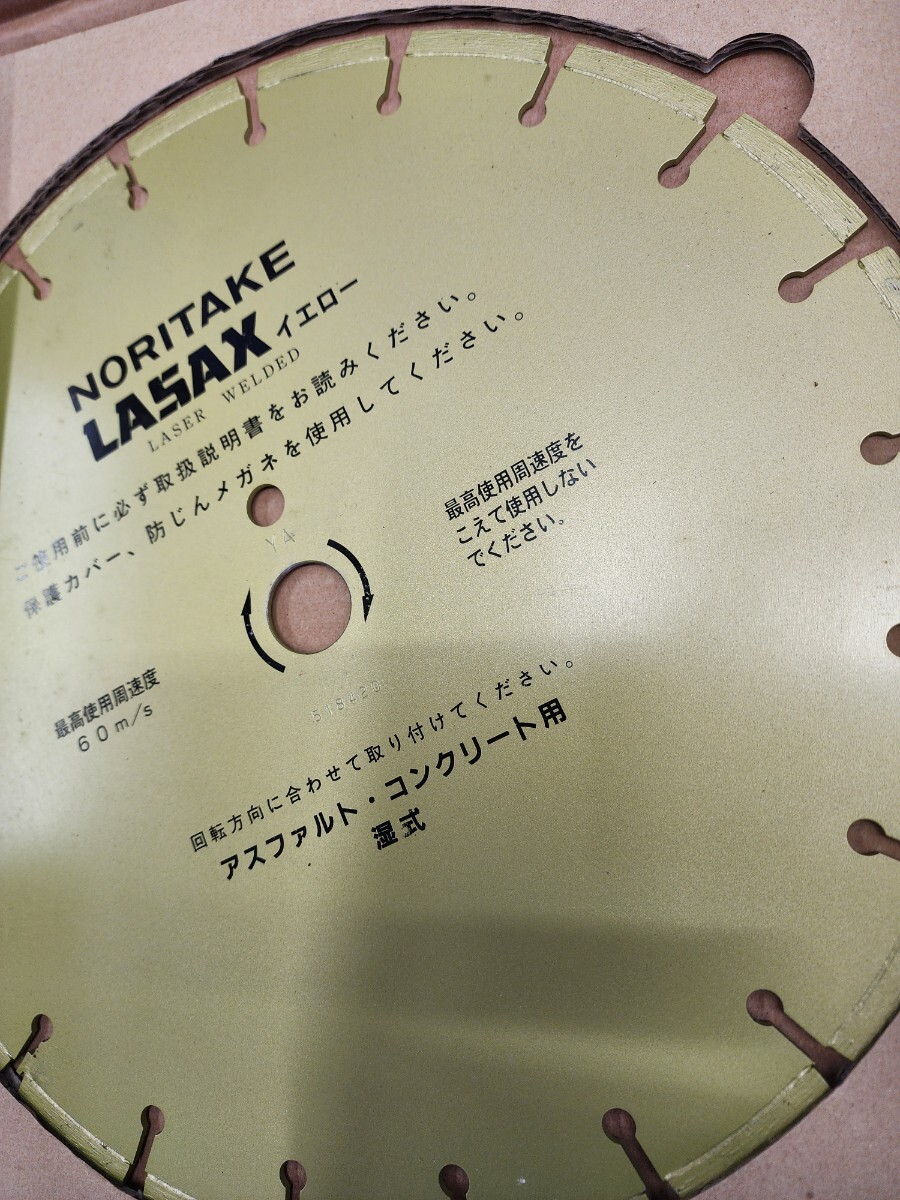 NORITAKE
LASAX イエロー
LASER WELDED
ご使用前に必ず取扱説明書をお読みください。
保護カバー、防じんメガネを使用してください。
最高使用周速度を
こえて使用しない
でください。
Y4
最高使用周速度
60m/s
回転方向に合わせて取り付けてください。
アスファルト・コンクリート用
湿式